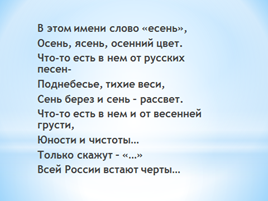 В этом имени слово «есень»,
Осень, ясень, осенний цвет.
Что-то есть в нем от русских
песен-
Поднебесье, тихие веси,
Сень берез и сень - рассвет.
Что-то есть в нем и от весенней
грусти,
Юности и чистоты…
Только скажут - «…»
Всей России встают черты…